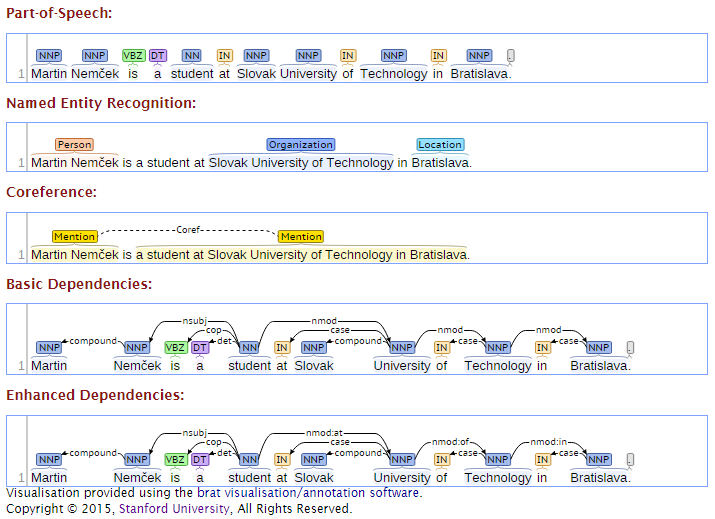 Part-of-Speech:
NNP NNP VBZ DT NN IN NNP NNP IN NNP IN NNP .
1 Martin Nemček is a student at Slovak University of Technology in Bratislava.
Named Entity Recognition:
Person Organization Location
1 Martin Nemček is a student at Slovak University of Technology in Bratislava.
Coreference:
Mention Coref Mention
1 Martin Nemček is a student at Slovak University of Technology in Bratislava.
Basic Dependencies:
nsubj nmod
cop case nmod nmod
NNP compound NNP VBZ DT det NN IN NNP compound NNP IN case NNP IN case NNP .
1 Martin Nemček is a student at Slovak University of Technology in Bratislava.
Enhanced Dependencies:
nsubj nmod:at
cop case nmod:of nmod:in
NNP compound NNP VBZ DT det NN IN NNP compound NNP IN case NNP IN case NNP .
1 Martin Nemček is a student at Slovak University of Technology in Bratislava.
Visualisation provided using the brat visualisation/annotation software.
Copyright © 2015, Stanford University, All Rights Reserved.